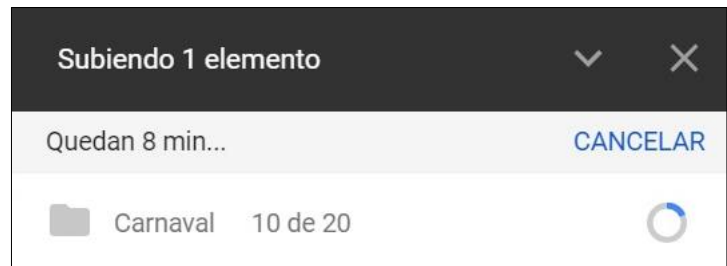 Subiendo 1 elemento
Quedan 8 min... CANCELAR
Carnaval 10 de 20